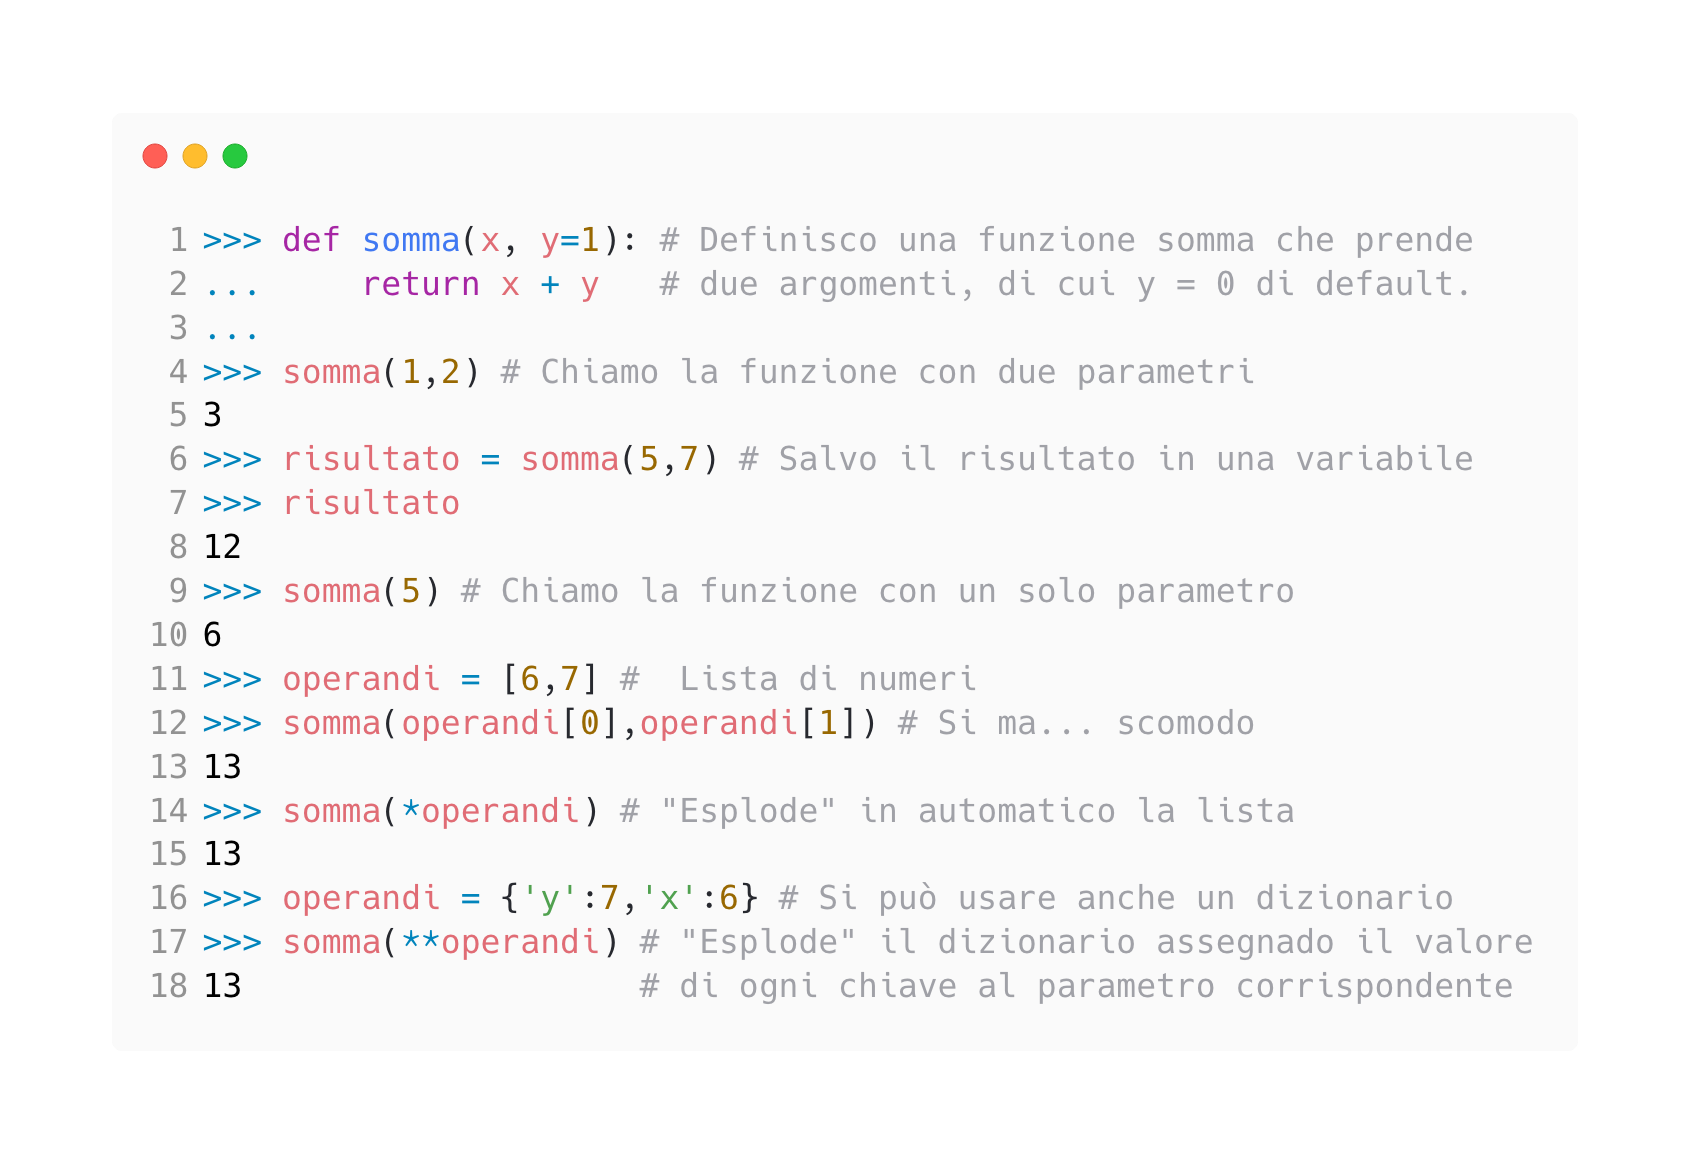 1 >>> def somma(x, y=1): # Definisco una funzione somma che prende
2 ...     return x + y   # due argomenti, di cui y = 0 di default.
3 ...
4 >>> somma(1,2) # Chiamo la funzione con due parametri
5 3
6 >>> risultato = somma(5,7) # Salvo il risultato in una variabile
7 >>> risultato
8 12
9 >>> somma(5) # Chiamo la funzione con un solo parametro
10 6
11 >>> operandi = [6,7] #  Lista di numeri
12 >>> somma(operandi[0],operandi[1]) # Si ma... scomodo
13 13
14 >>> somma(*operandi) # "Esplode" in automatico la lista
15 13
16 >>> operandi = {'y':7,'x':6} # Si può usare anche un dizionario
17 >>> somma(**operandi) # "Esplode" il dizionario assegnado il valore
18 13                    # di ogni chiave al parametro corrispondente